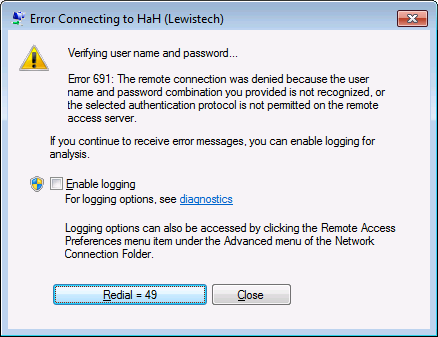 Error Connecting to HaH (Lewistech)
Verifying user name and password...
Error 691: The remote connection was denied because the user
name and password combination you provided is not recognized, or
the selected authentication protocol is not permitted on the remote
access server.
If you continue to receive error messages, you can enable logging for
analysis.
Enable logging
For logging options, see diagnostics
Logging options can also be accessed by clicking the Remote Access
Preferences menu item under the Advanced menu of the Network
Connection Folder.
Redial = 49
Close